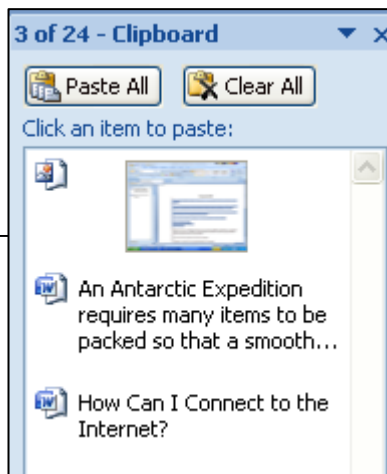 3 of 24 - Clipboard
Paste All Clear All
Click an item to paste:
An Antarctic Expedition
requires many items to be
packed so that a smooth...
How Can I Connect to the
Internet?